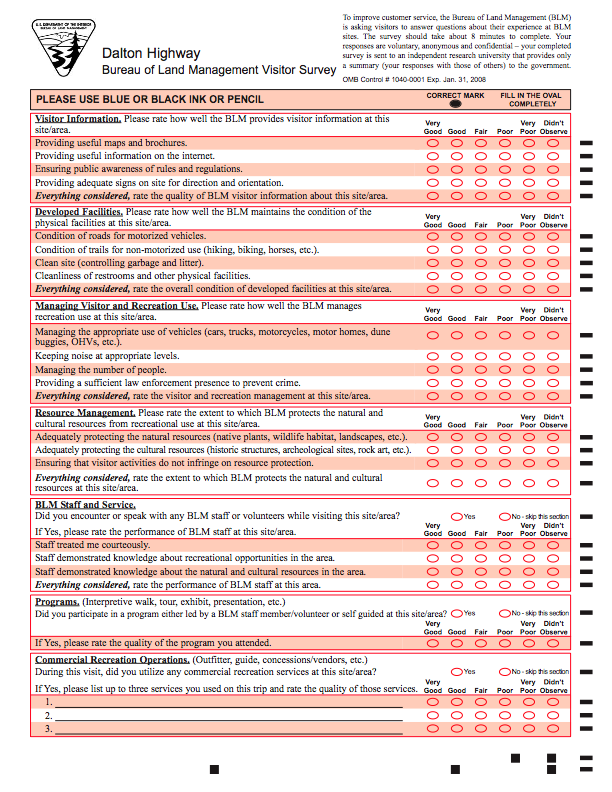 U.S. DEPARTMENT OF THE INTERIOR
BUREAU OF LAND MANAGEMENT
Dalton Highway
Bureau of Land Management Visitor Survey
To improve customer service, the Bureau of Land Management (BLM)
is asking visitors to answer questions about their experience at BLM
sites. The survey should take about 8 minutes to complete. Your
responses are voluntary, anonymous and confidential – your completed
survey is sent to an independent research university that provides only
a summary (your responses with those of others) to the government.
OMB Control # 1040-0001 Exp. Jan. 31, 2008
PLEASE USE BLUE OR BLACK INK OR PENCIL
CORRECT MARK
FILL IN THE OVAL
COMPLETELY
Visitor Information. Please rate how well the BLM provides visitor information at this
site/area.
Very Very Didn't
Good Good Fair Poor Poor Observe
Providing useful maps and brochures.
Providing useful information on the internet.
Ensuring public awareness of rules and regulations.
Providing adequate signs on site for direction and orientation.
Everything considered, rate the quality of BLM visitor information about this site/area.
Developed Facilities. Please rate how well the BLM maintains the condition of the
physical facilities at this site/area.
Very Very Didn't
Good Good Fair Poor Poor Observe
Condition of roads for motorized vehicles.
Condition of trails for non-motorized use (hiking, biking, horses, etc.).
Clean site (controlling garbage and litter).
Cleanliness of restrooms and other physical facilities.
Everything considered, rate the overall condition of developed facilities at this site/area.
Managing Visitor and Recreation Use. Please rate how well the BLM manages
recreation use at this site/area.
Very Very Didn't
Good Good Fair Poor Poor Observe
Managing the appropriate use of vehicles (cars, trucks, motorcycles, motor homes, dune
buggies, OHVs, etc.).
Keeping noise at appropriate levels.
Managing the number of people.
Providing a sufficient law enforcement presence to prevent crime.
Everything considered, rate the visitor and recreation management at this site/area.
Resource Management. Please rate the extent to which BLM protects the natural and
cultural resources from recreational use at this site/area.
Very Very Didn't
Good Good Fair Poor Poor Observe
Adequately protecting the natural resources (native plants, wildlife habitat, landscapes, etc.).
Adequately protecting the cultural resources (historic structures, archeological sites, rock art, etc.).
Ensuring that visitor activities do not infringe on resource protection.
Everything considered, rate the extent to which BLM protects the natural and cultural
resources at this site/area.
BLM Staff and Service.
Did you encounter or speak with any BLM staff or volunteers while visiting this site/area?
Yes No - skip this section
If Yes, please rate the performance of BLM staff at this site/area.
Very Very Didn't
Good Good Fair Poor Poor Observe
Staff treated me courteously.
Staff demonstrated knowledge about recreational opportunities in the area.
Staff demonstrated knowledge about the natural and cultural resources in the area.
Everything considered, rate the performance of BLM staff at this area.
Programs. (Interpretive walk, tour, exhibit, presentation, etc.)
Did you participate in a program either led by a BLM staff member/volunteer or self guided at this site/area?
Yes No - skip this section
Very Very Didn't
Good Good Fair Poor Poor Observe
If Yes, please rate the quality of the program you attended.
Commercial Recreation Operations. (Outfitter, guide, concessions/vendors, etc.)
During this visit, did you utilize any commercial recreation services at this site/area?
Yes No - skip this section
If Yes, please list up to three services you used on this trip and rate the quality of those services.
Very Very Didn't
Good Good Fair Poor Poor Observe
1.
2.
3.